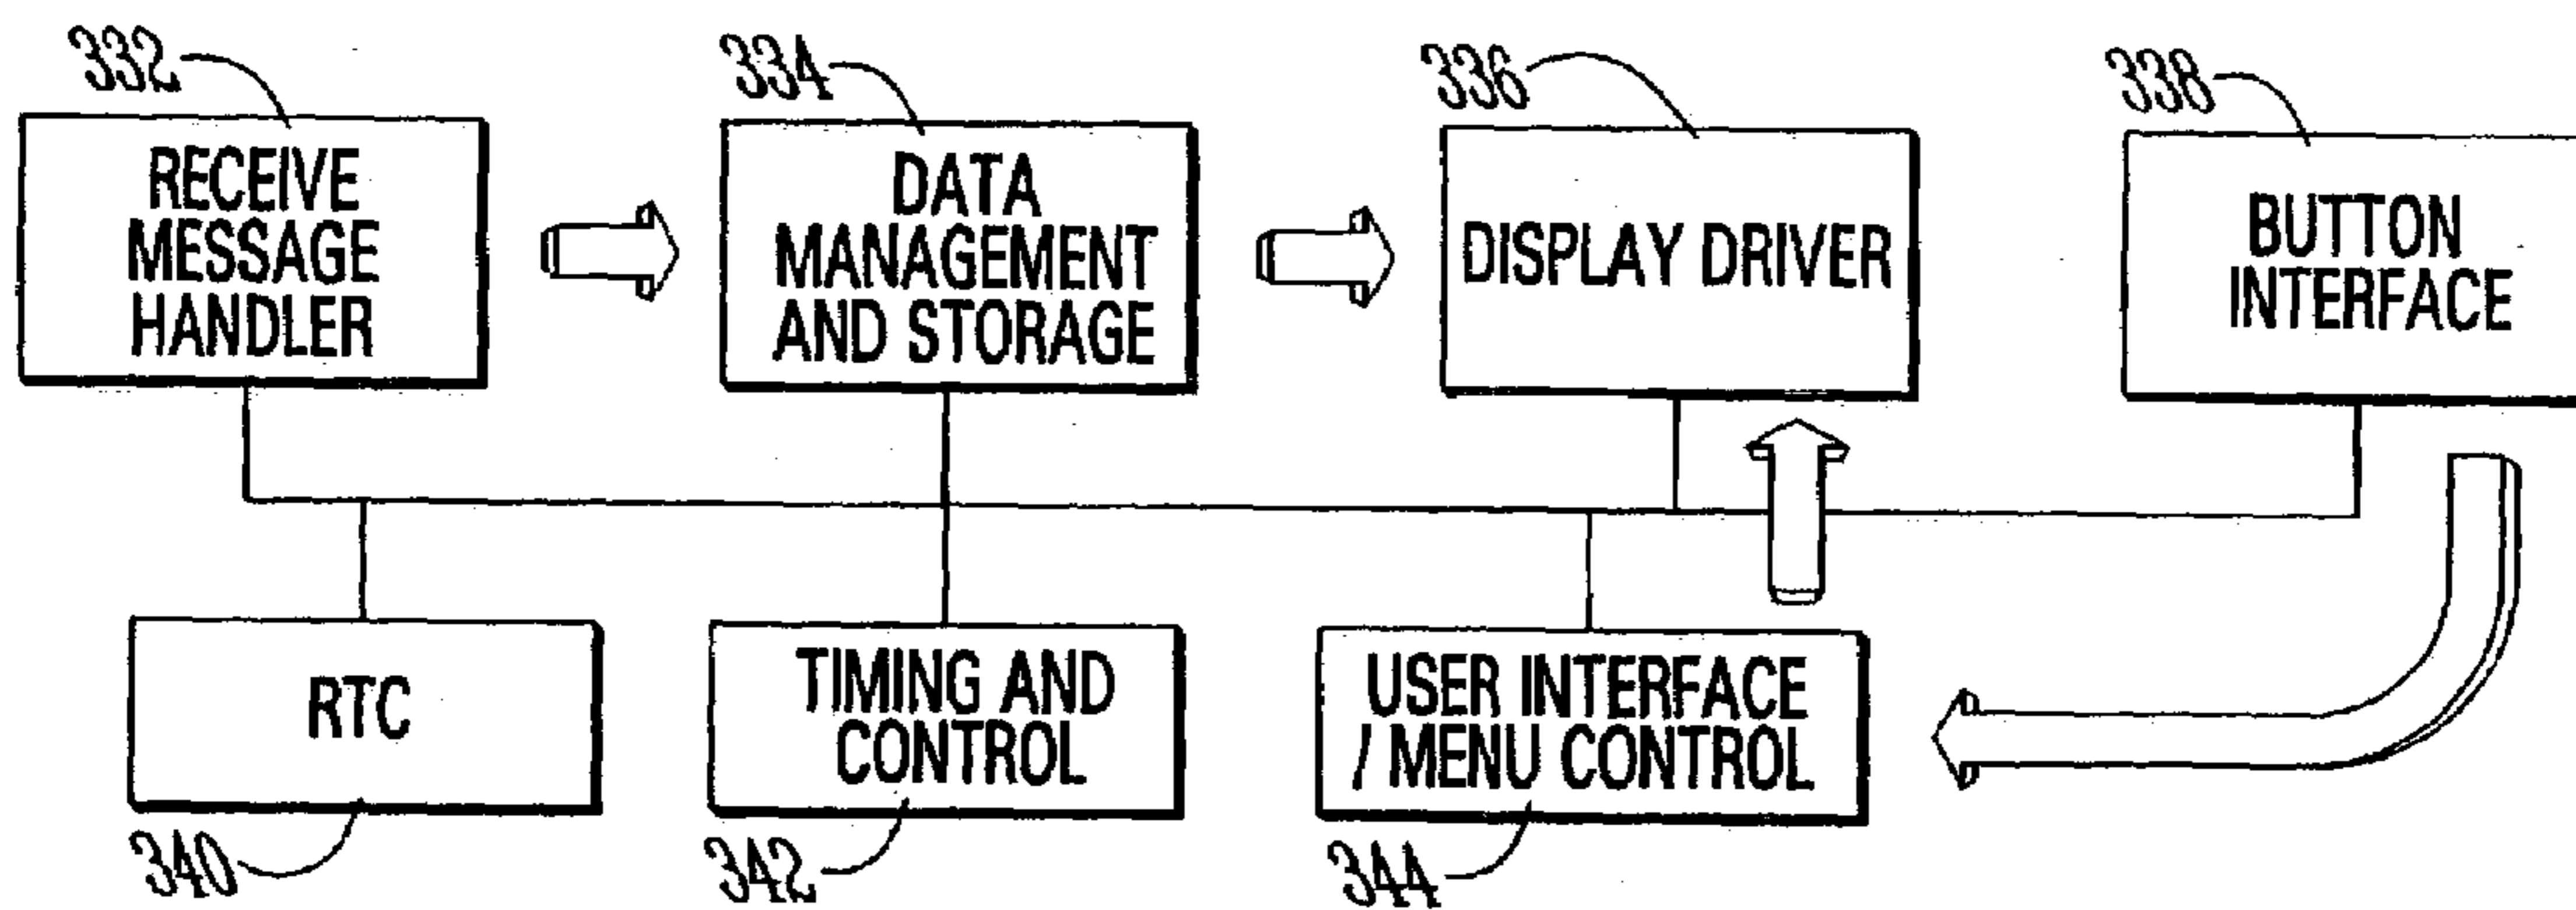 332
334
336
338
RECEIVE
MESSAGE
HANDLER
DATA
MANAGEMENT
AND STORAGE
DISPLAY DRIVER
BUTTON
INTERFACE
RTC
TIMING AND
CONTROL
USER INTERFACE
/ MENU CONTROL
340
342
344